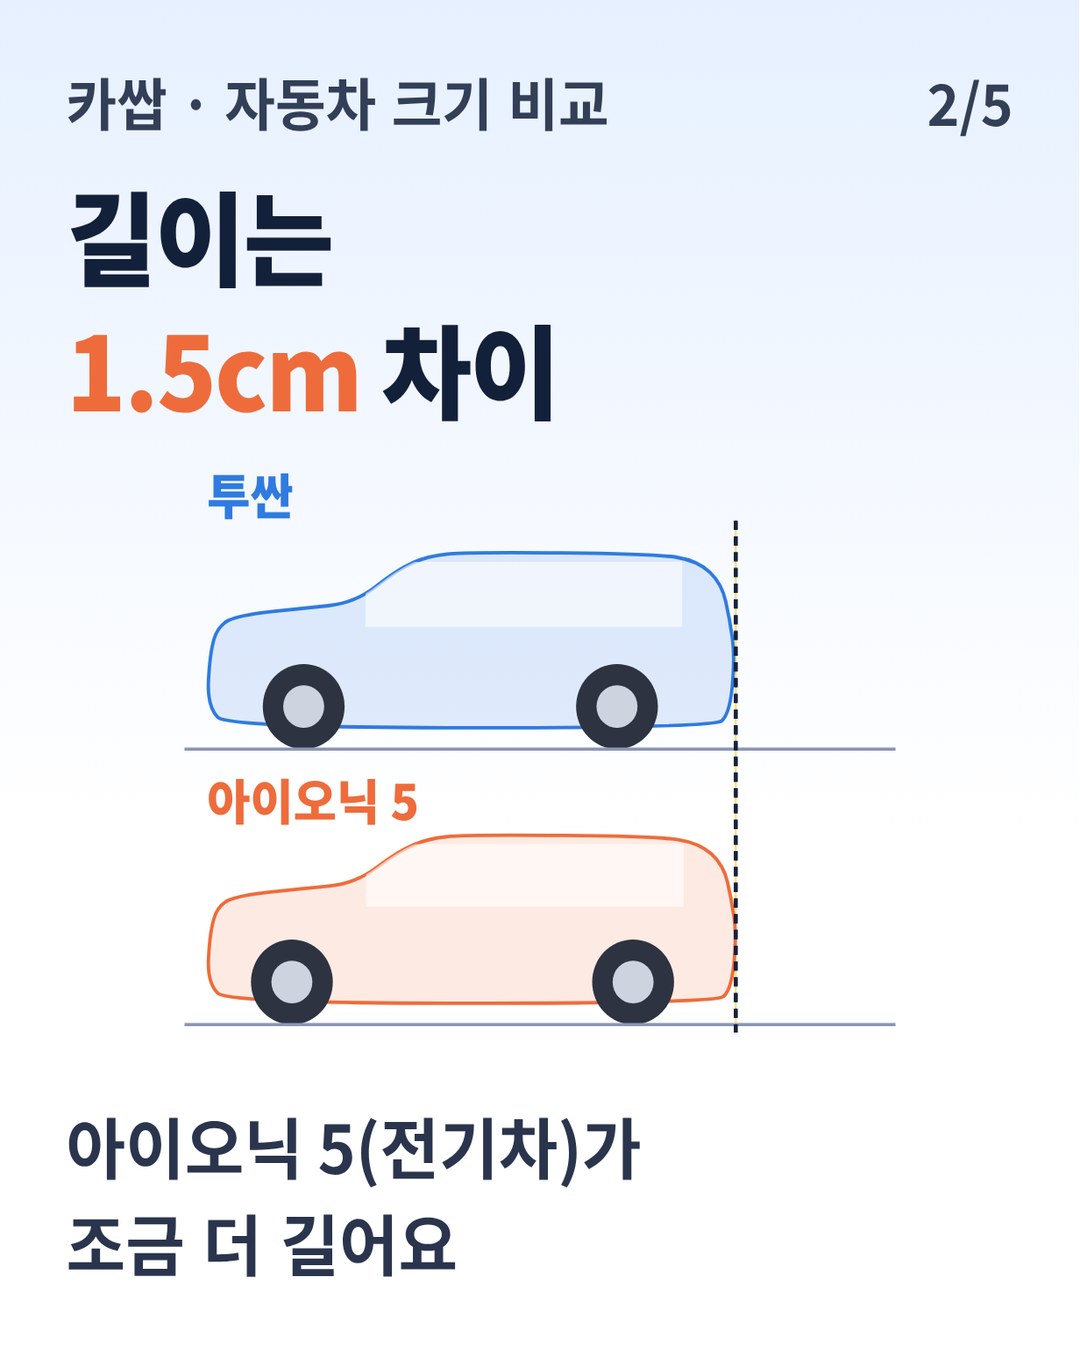 카쌉 · 자동차 크기 비교
2/5
길이는
1.5cm 차이
투싼
아이오닉 5
아이오닉 5(전기차)가
조금 더 길어요